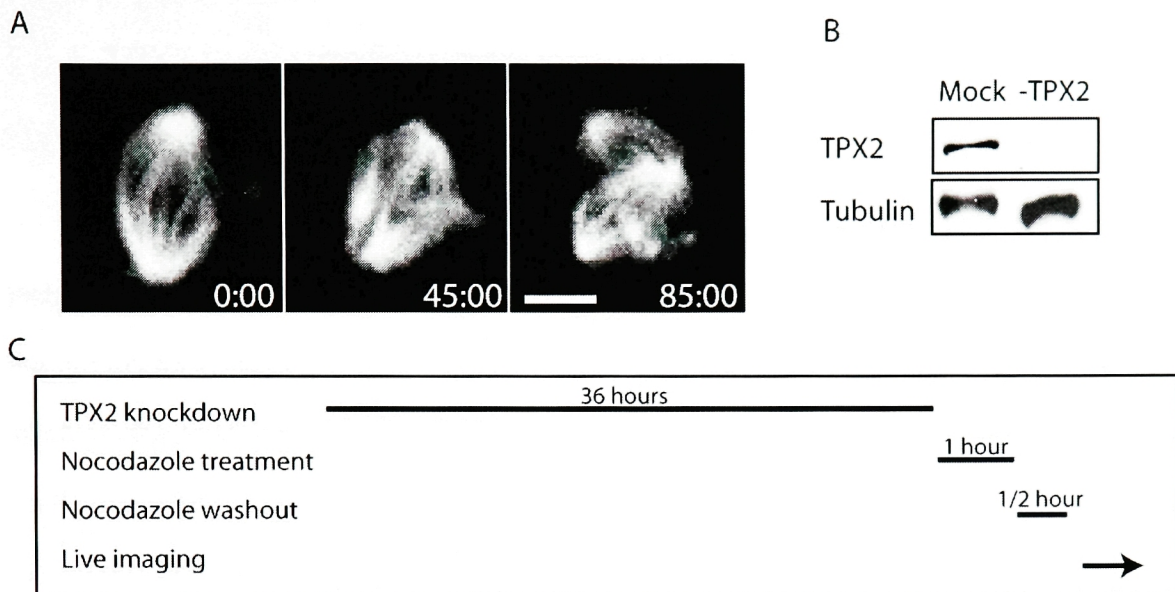 A
0:00
45:00
85:00
B
Mock -TPX2
TPX2
Tubulin
C
TPX2 knockdown
36 hours
Nocodazole treatment
1 hour
Nocodazole washout
1/2 hour
Live imaging